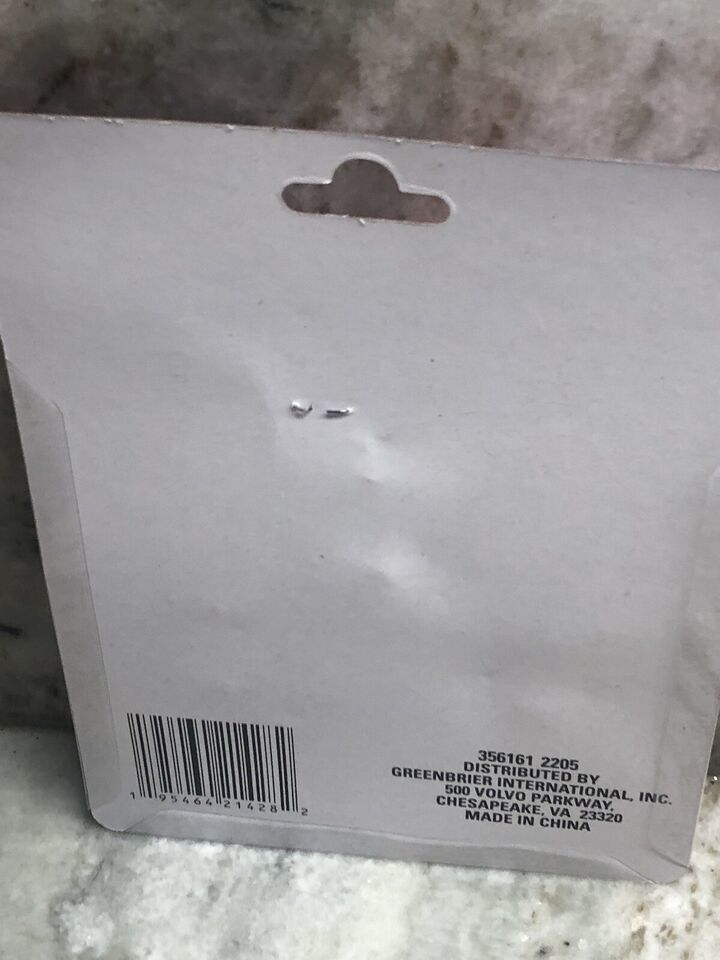 1 95464 21428 2
356161 2205
DISTRIBUTED BY
GREENBRIER INTERNATIONAL, INC.
500 VOLVO PARKWAY,
CHESAPEAKE, VA 23320
MADE IN CHINA